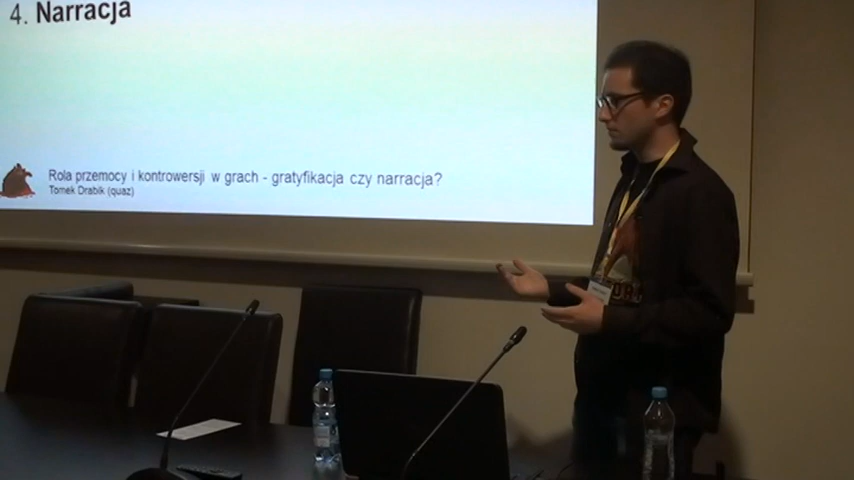 4. Narracja
Rola przemocy i kontrowersji w grach - gratyfikacja czy narracja?
Tomek Drabik (quaz)